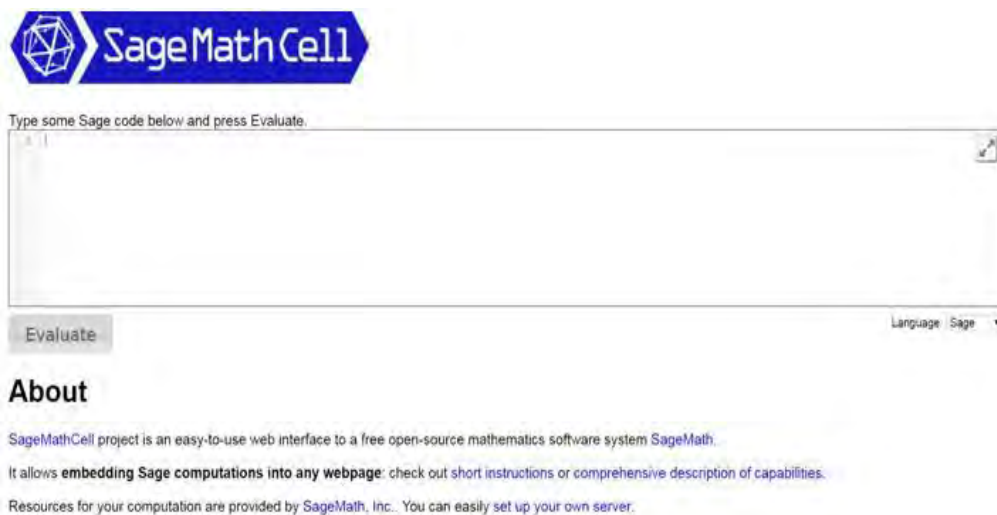 SageMathCell
Type some Sage code below and press Evaluate.
1
Evaluate
Language Sage
About
SageMathCell project is an easy-to-use web interface to a free open-source mathematics software system SageMath.
It allows embedding Sage computations into any webpage: check out short instructions or comprehensive description of capabilities.
Resources for your computation are provided by SageMath, Inc.. You can easily set up your own server.